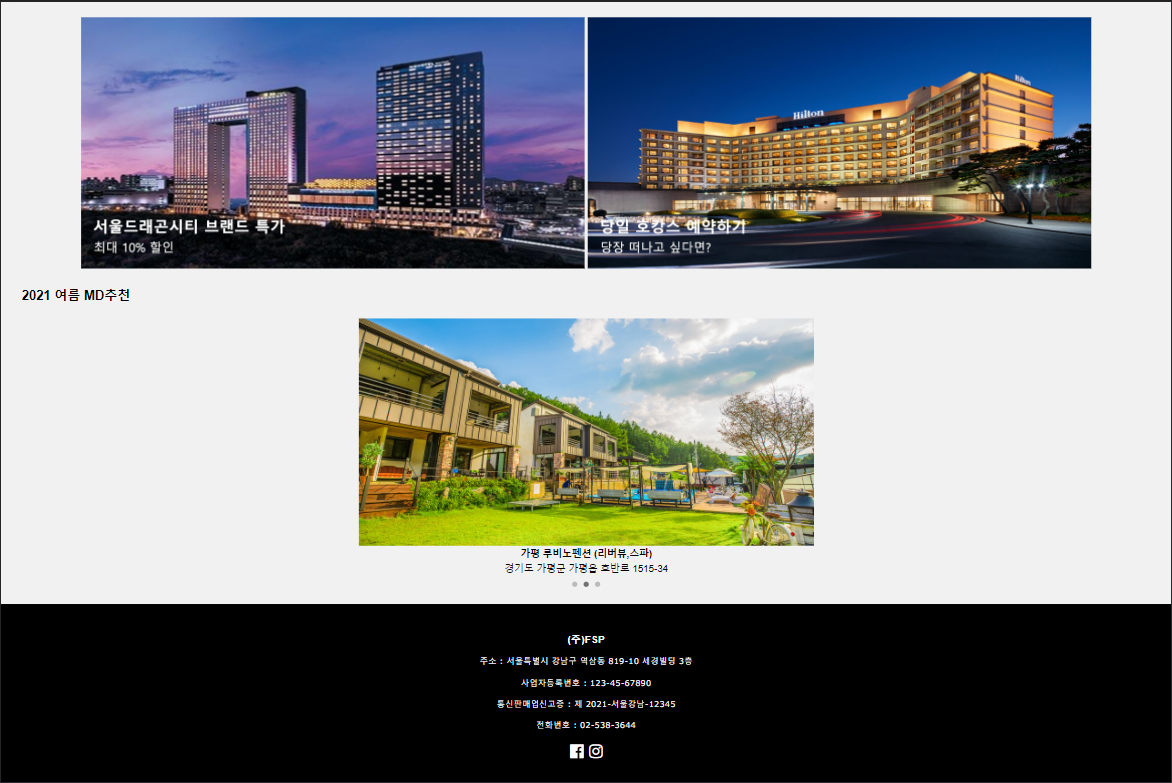 Hilton
Hilton
서울드래곤시티 브랜드 특가
최대 10% 할인
당일 호캉스 예약하기
당장 떠나고 싶다면?
2021 여름 MD추천
가평 루비노펜션 (리버뷰,스파)
경기도 가평군 가평읍 호반로 1515-34
(주)FSP
주소 : 서울특별시 강남구 역삼동 819-10 세경빌딩 3층
사업자등록번호 : 123-45-67890
통신판매업신고증 : 제 2021-서울강남-12345
전화번호 : 02-538-3644